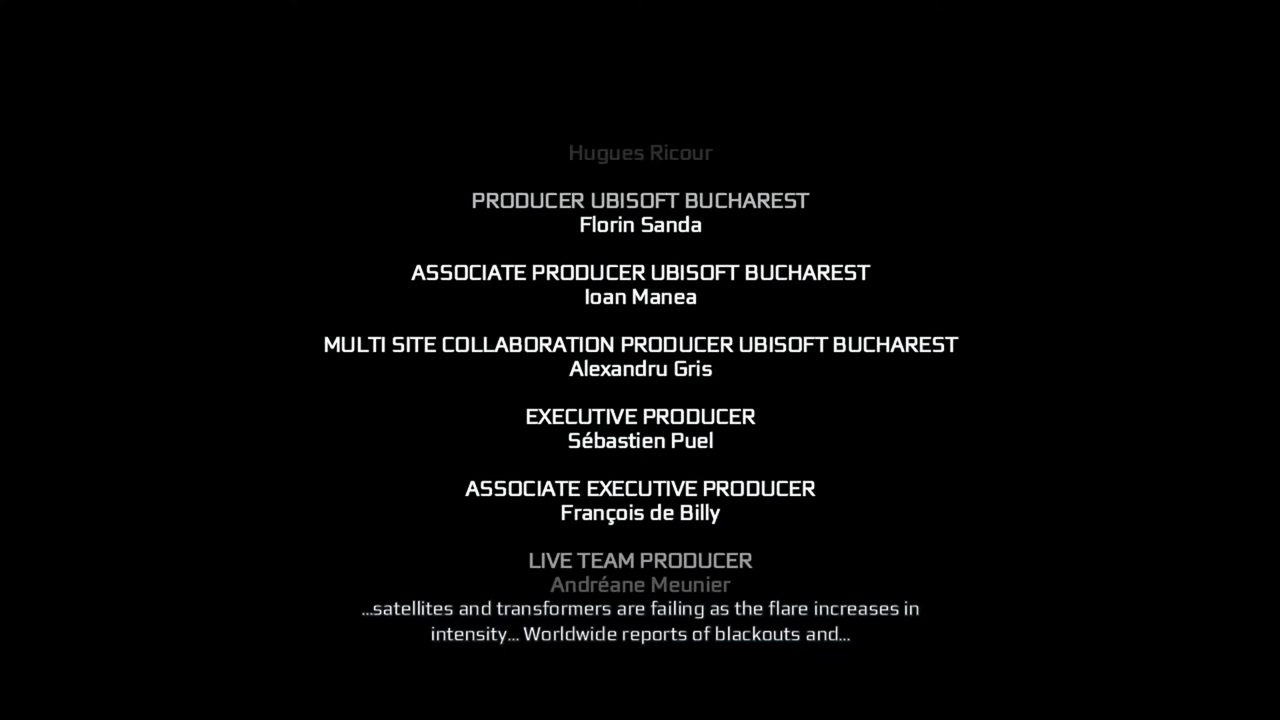 Hugues Ricour
PRODUCER UBISOFT BUCHAREST
Florin Sanda
ASSOCIATE PRODUCER UBISOFT BUCHAREST
Ioan Manea
MULTI SITE COLLABORATION PRODUCER UBISOFT BUCHAREST
Alexandru Gris
EXECUTIVE PRODUCER
Sébastien Puel
ASSOCIATE EXECUTIVE PRODUCER
François de Billy
LIVE TEAM PRODUCER
Andréane Meunier
...satellites and transformers are failing as the flare increases in
intensity... Worldwide reports of blackouts and...